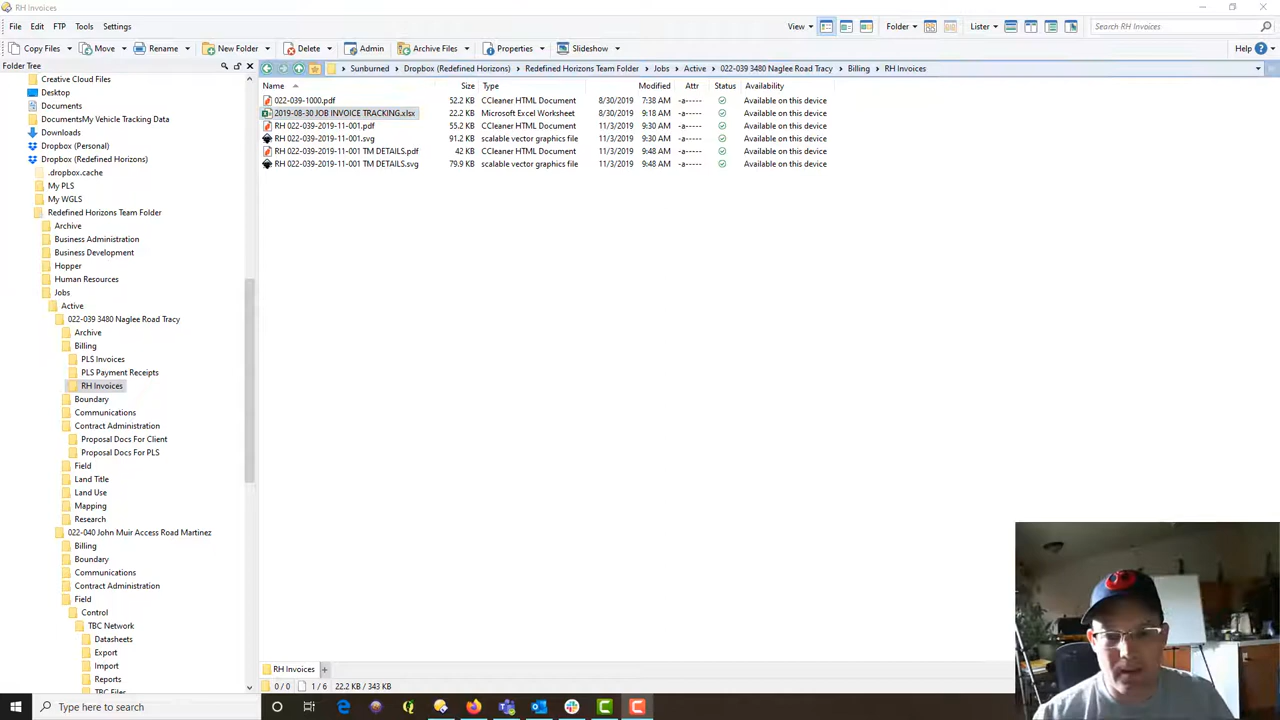 RH Invoices
File Edit FTP Tools Settings View Folder Lister Search RH Invoices
Copy Files Move Rename New Folder Delete Admin Archive Files Properties Slideshow Help
Folder Tree
Sunburned Dropbox (Redefined Horizons) Redefined Horizons Team Folder Jobs Active 022-039 3480 Naglee Road Tracy Billing RH Invoices
Name Size Type Modified Attr Status Availability
022-039-1000.pdf 52.2 KB CCleaner HTML Document 8/30/2019 7:38 AM -a----- Available on this device
2019-08-30 JOB INVOICE TRACKING.xlsx 22.2 KB Microsoft Excel Worksheet 8/30/2019 9:18 AM -a----- Available on this device
RH 022-039-2019-11-001.pdf 55.2 KB CCleaner HTML Document 11/3/2019 9:30 AM -a----- Available on this device
RH 022-039-2019-11-001.svg 91.2 KB scalable vector graphics file 11/3/2019 9:30 AM -a----- Available on this device
RH 022-039-2019-11-001 TM DETAILS.pdf 42 KB CCleaner HTML Document 11/3/2019 9:48 AM -a----- Available on this device
RH 022-039-2019-11-001 TM DETAILS.svg 79.9 KB scalable vector graphics file 11/3/2019 9:48 AM -a----- Available on this device
Creative Cloud Files
Desktop
Documents
DocumentsMy Vehicle Tracking Data
Downloads
Dropbox (Personal)
Dropbox (Redefined Horizons)
.dropbox.cache
My PLS
My WGLS
Redefined Horizons Team Folder
Archive
Business Administration
Business Development
Hopper
Human Resources
Jobs
Active
022-039 3480 Naglee Road Tracy
Archive
Billing
PLS Invoices
PLS Payment Receipts
RH Invoices
Boundary
Communications
Contract Administration
Proposal Docs For Client
Proposal Docs For PLS
Field
Land Title
Land Use
Mapping
Research
022-040 John Muir Access Road Martinez
Billing
Boundary
Communications
Contract Administration
Field
Control
TBC Network
Datasheets
Export
Import
Reports
TBC Files
RH Invoices
0 / 0 1 / 6 22.2 KB / 343 KB
Type here to search